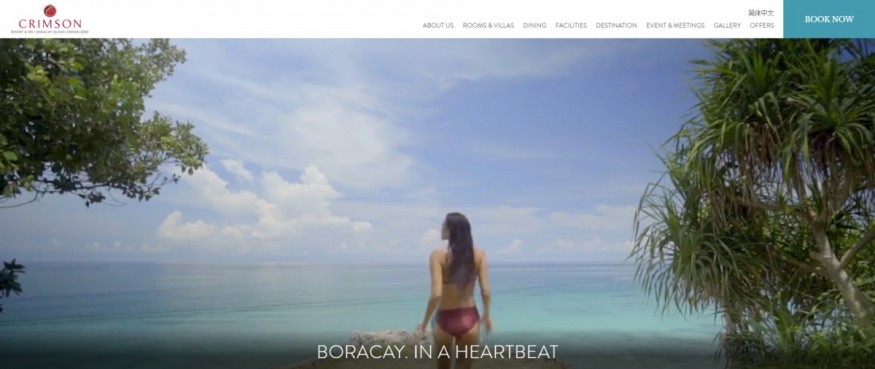 CRIMSON
RESORT & SPA | BORACAY ISLAND, PHILIPPINES
简体中文
ABOUT US ROOMS & VILLAS DINING FACILITIES DESTINATION EVENT & MEETINGS GALLERY OFFERS
BOOK NOW
BORACAY. IN A HEARTBEAT